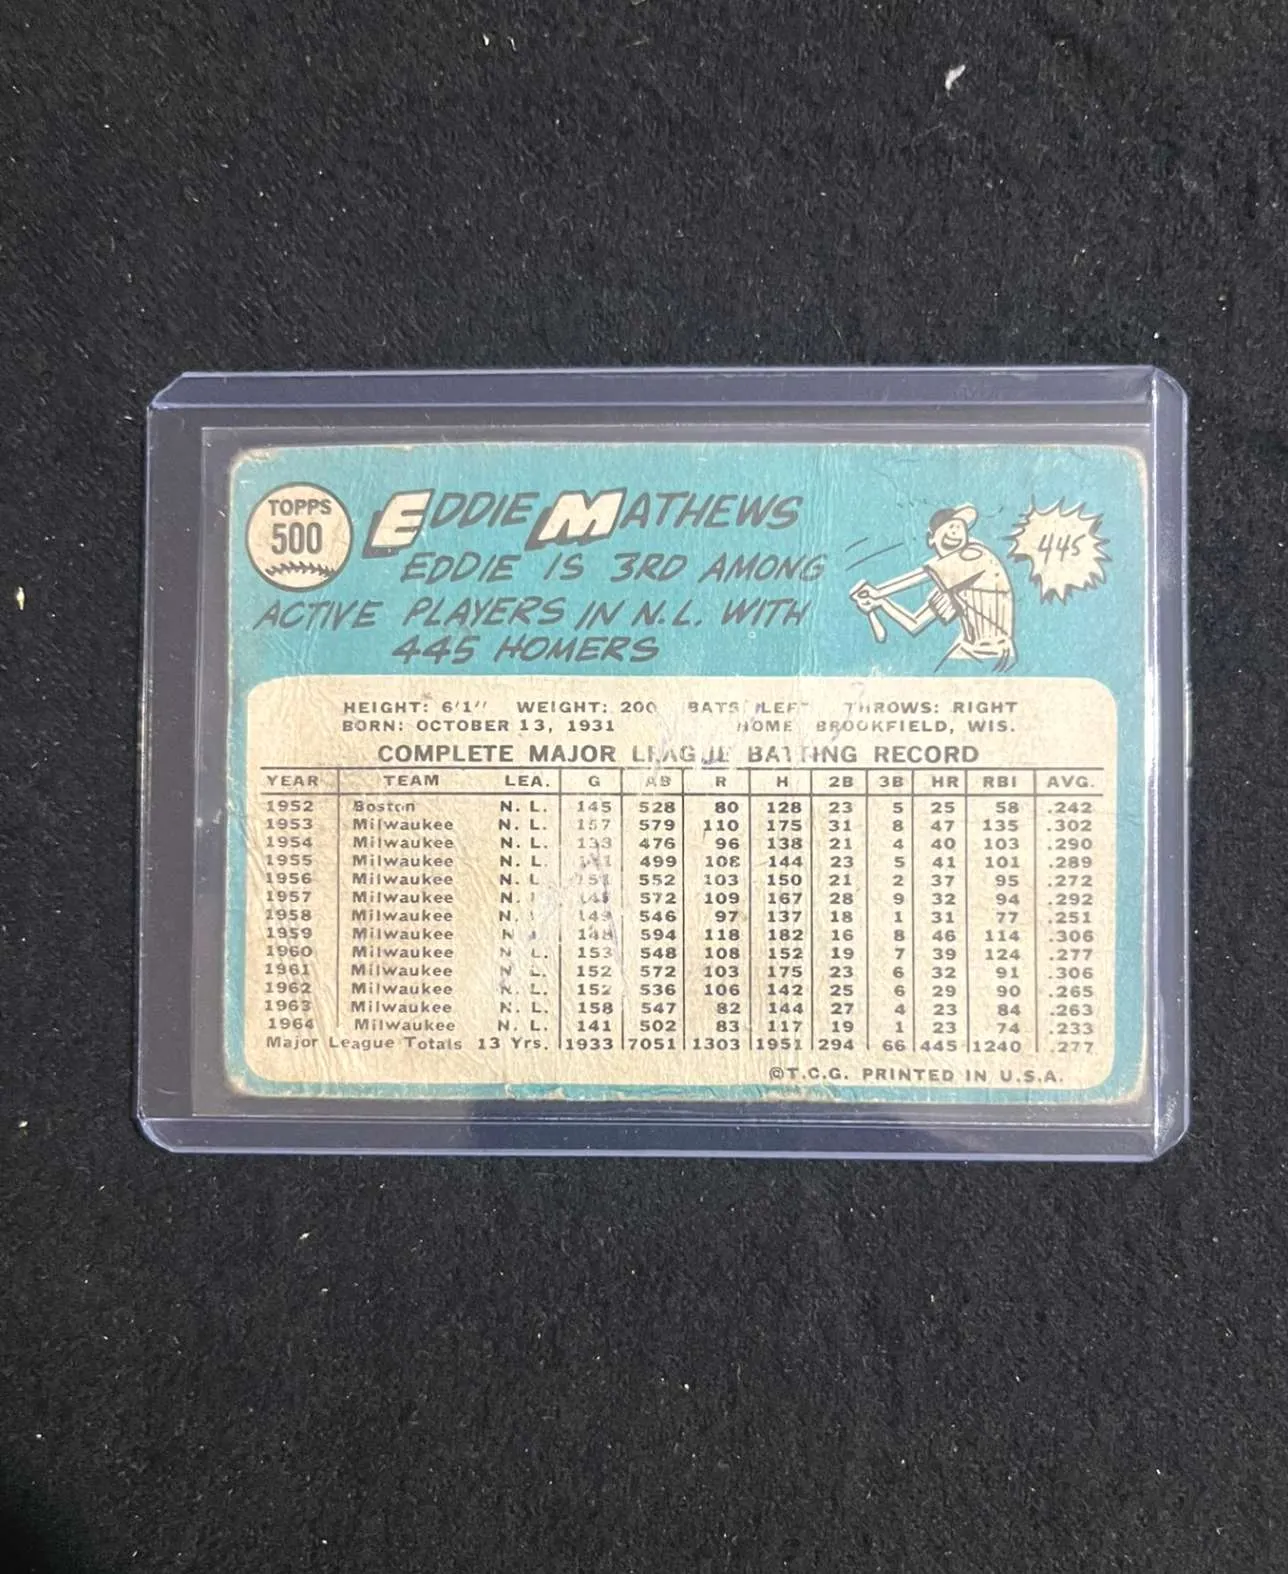 TOPPS
500
EDDIE MATHEWS
EDDIE IS 3RD AMONG
ACTIVE PLAYERS IN N.L. WITH
445 HOMERS
445
HEIGHT: 6'1" WEIGHT: 200 BATS LEFT THROWS: RIGHT
BORN: OCTOBER 13, 1931 HOME BROOKFIELD, WIS.
COMPLETE MAJOR LEAGUE BATTING RECORD
YEAR TEAM LEA. G AB R H 2B 3B HR RBI AVG.
1952 Boston N. L. 145 528 80 128 23 5 25 58 .242
1953 Milwaukee N. L. 157 579 110 175 31 8 47 135 .302
1954 Milwaukee N. L. 476 96 138 21 4 40 103 .290
1955 Milwaukee N. L. 499 108 144 23 5 41 101 .289
1956 Milwaukee N. L. 151 552 103 150 21 2 37 95 .272
1957 Milwaukee N. 572 109 167 28 9 32 94 .292
1958 Milwaukee N. 149 546 97 137 18 1 31 77 .251
1959 Milwaukee N 148 594 118 182 16 8 46 114 .306
1960 Milwaukee N. L. 153 548 108 152 19 7 39 124 .277
1961 Milwaukee N. L. 152 572 103 175 23 6 32 91 .306
1962 Milwaukee N. L. 152 536 106 142 25 6 29 90 .265
1963 Milwaukee N. L. 158 547 82 144 27 4 23 84 .263
1964 Milwaukee N. L. 141 502 83 117 19 1 23 74 .233
Major League Totals 13 Yrs. 1933 7051 1303 1951 294 66 445 1240 .277
©T.C.G. PRINTED IN U.S.A.